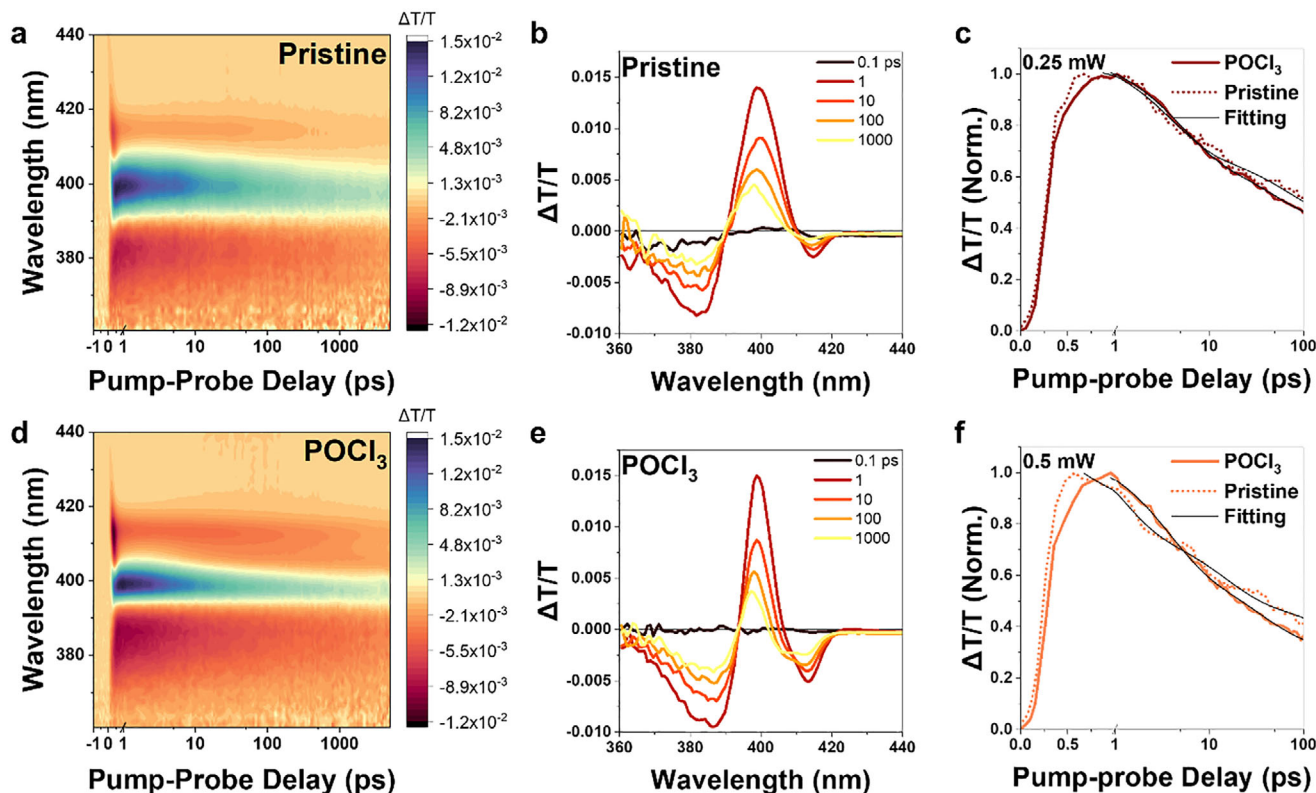 a
Pristine
Wavelength (nm)
440
420
400
380
-1 0 1 10 100 1000
Pump-Probe Delay (ps)
ΔT/T
1.5x10⁻²
1.2x10⁻²
8.2x10⁻³
4.8x10⁻³
1.3x10⁻³
-2.1x10⁻³
-5.5x10⁻³
-8.9x10⁻³
-1.2x10⁻²
b
Pristine
0.1 ps
1
10
100
1000
ΔT/T
0.015
0.010
0.005
0.000
-0.005
-0.010
360 380 400 420 440
Wavelength (nm)
c
0.25 mW
POCl₃
Pristine
Fitting
ΔT/T (Norm.)
1.0
0.8
0.6
0.4
0.2
0.0
0.0 0.5 1 10 100
Pump-probe Delay (ps)
d
POCl₃
Wavelength (nm)
440
420
400
380
-1 0 1 10 100 1000
Pump-Probe Delay (ps)
ΔT/T
1.5x10⁻²
1.2x10⁻²
8.2x10⁻³
4.8x10⁻³
1.3x10⁻³
-2.1x10⁻³
-5.5x10⁻³
-8.9x10⁻³
-1.2x10⁻²
e
POCl₃
0.1 ps
1
10
100
1000
ΔT/T
0.015
0.010
0.005
0.000
-0.005
-0.010
360 380 400 420 440
Wavelength (nm)
f
0.5 mW
POCl₃
Pristine
Fitting
ΔT/T (Norm.)
1.0
0.8
0.6
0.4
0.2
0.0
0.0 0.5 1 10 100
Pump-probe Delay (ps)